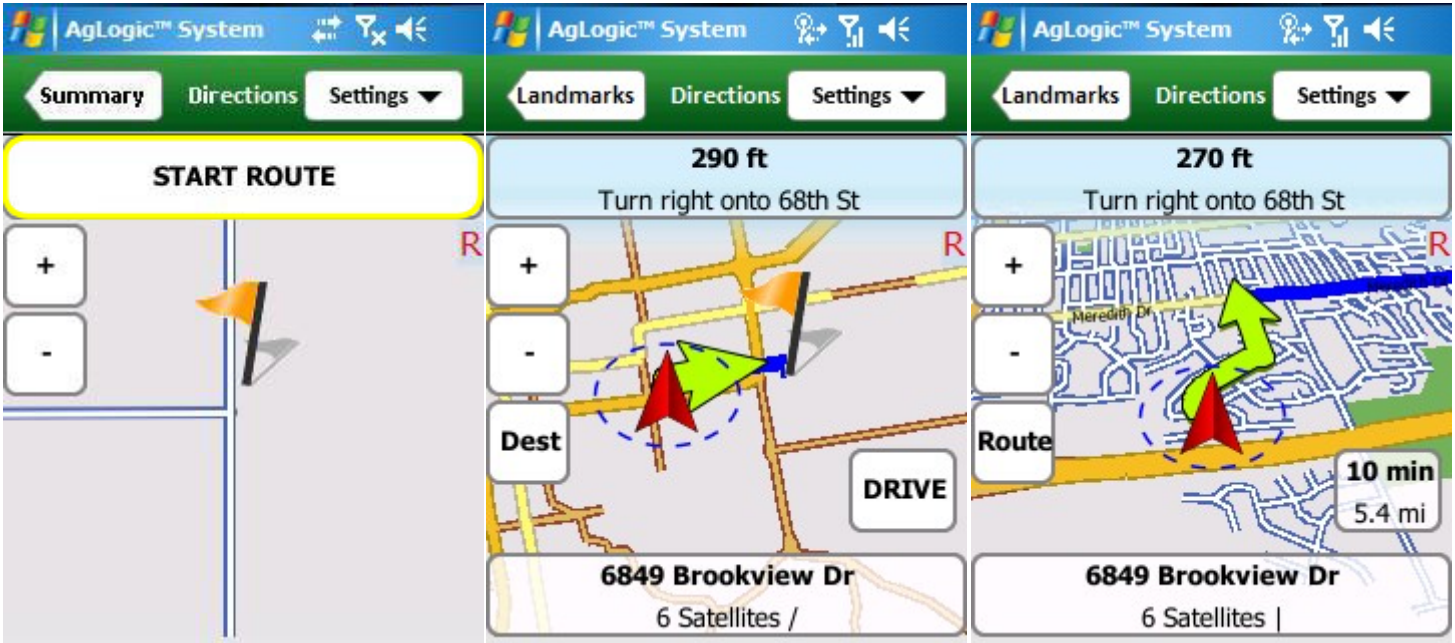 AgLogic™ System
Summary
Directions
Settings
START ROUTE
R
+
-
AgLogic™ System
Landmarks
Directions
Settings
290 ft
Turn right onto 68th St
R
+
-
Dest
DRIVE
6849 Brookview Dr
6 Satellites /
AgLogic™ System
Landmarks
Directions
Settings
270 ft
Turn right onto 68th St
R
+
-
Meredith Dr
Route
10 min
5.4 mi
6849 Brookview Dr
6 Satellites |